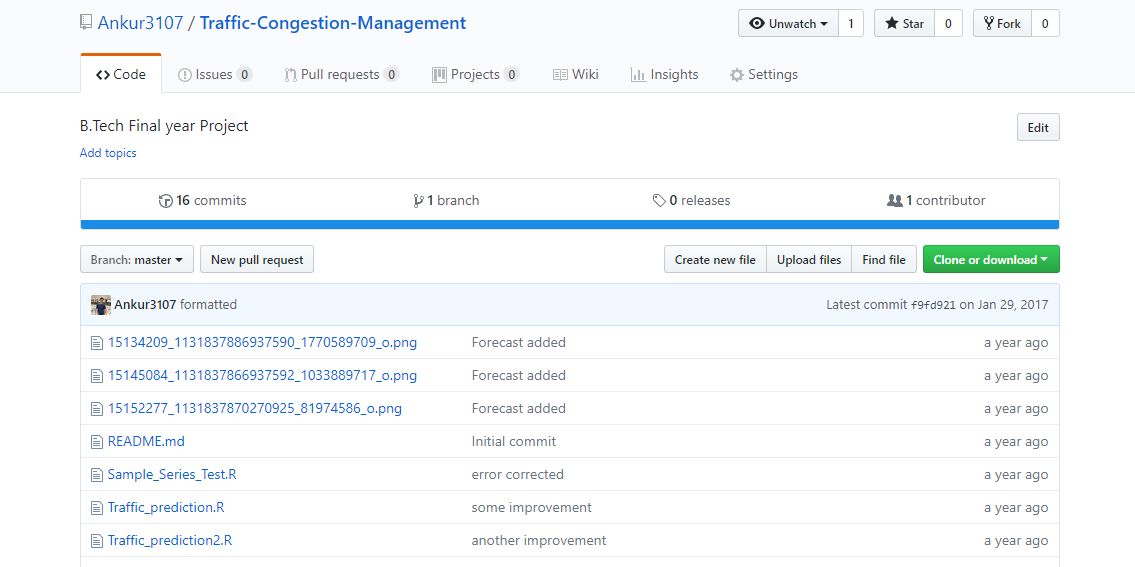 Ankur3107 / Traffic-Congestion-Management Unwatch 1 Star 0 Fork 0
Code Issues 0 Pull requests 0 Projects 0 Wiki Insights Settings
B.Tech Final year Project Edit
Add topics
16 commits 1 branch 0 releases 1 contributor
Branch: master New pull request Create new file Upload files Find file Clone or download
Ankur3107 formatted Latest commit f9fd921 on Jan 29, 2017
15134209_1131837886937590_1770589709_o.png Forecast added a year ago
15145084_1131837866937592_1033889717_o.png Forecast added a year ago
15152277_1131837870270925_81974586_o.png Forecast added a year ago
README.md Initial commit a year ago
Sample_Series_Test.R error corrected a year ago
Traffic_prediction.R some improvement a year ago
Traffic_prediction2.R another improvement a year ago